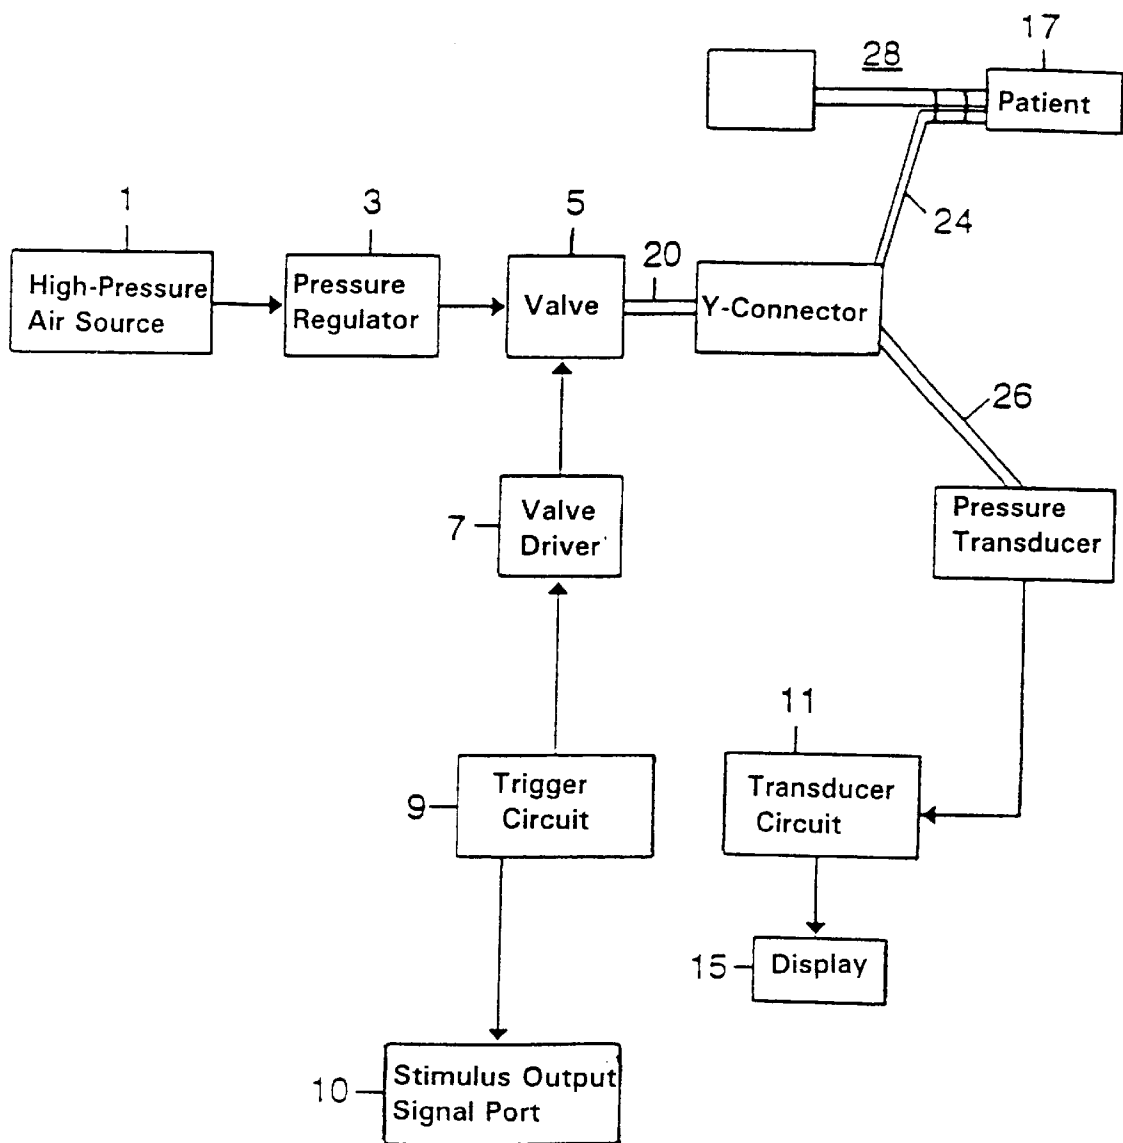 17
28
Patient
24
1
3
5
20
High-Pressure
Air Source
Pressure
Regulator
Valve
Y-Connector
26
7
Valve
Driver
Pressure
Transducer
11
9
Trigger
Circuit
Transducer
Circuit
15
Display
10
Stimulus Output
Signal Port